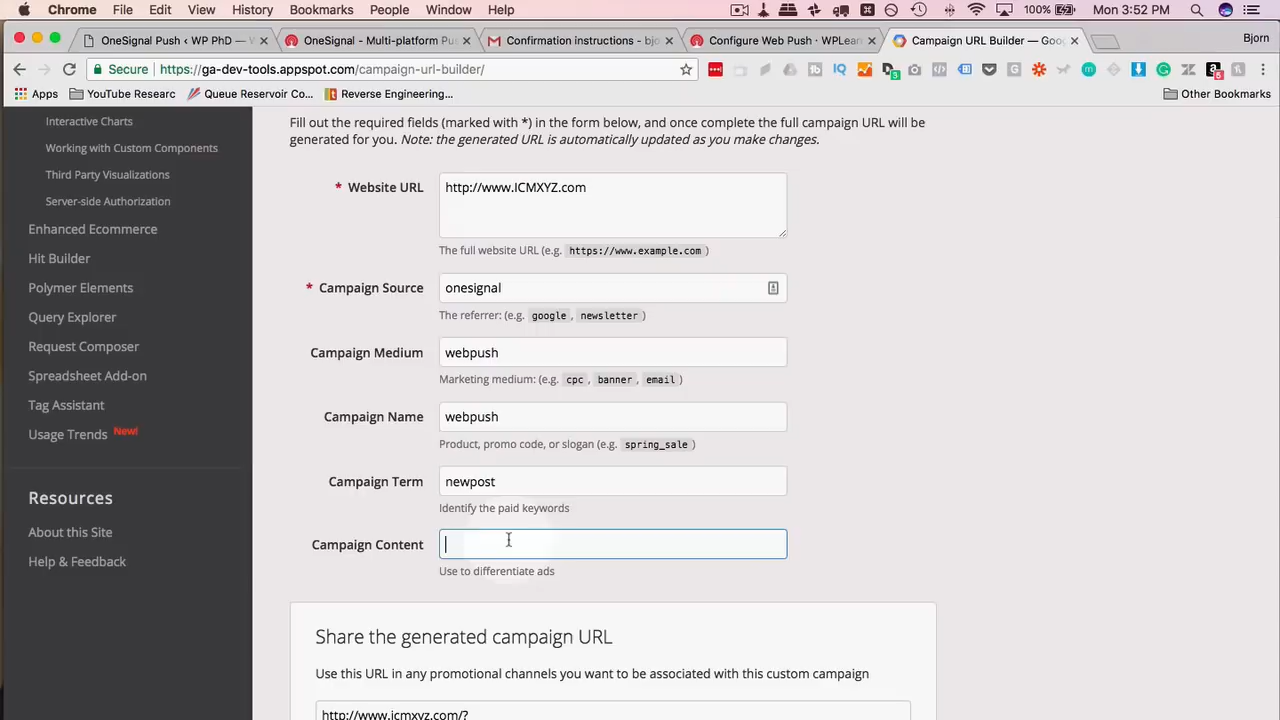 Chrome File Edit View History Bookmarks People Window Help 100% Mon 3:52 PM
OneSignal Push < WP PhD — W OneSignal - Multi-platform Pus Confirmation instructions - bjo Configure Web Push · WPLearn Campaign URL Builder — Goog Bjorn
Secure https://ga-dev-tools.appspot.com/campaign-url-builder/
Apps YouTube Researc Queue Reservoir Co... Reverse Engineering... Other Bookmarks
Interactive Charts
Working with Custom Components
Third Party Visualizations
Server-side Authorization
Enhanced Ecommerce
Hit Builder
Polymer Elements
Query Explorer
Request Composer
Spreadsheet Add-on
Tag Assistant
Usage Trends New!
Resources
About this Site
Help & Feedback
Fill out the required fields (marked with *) in the form below, and once complete the full campaign URL will be
generated for you. Note: the generated URL is automatically updated as you make changes.
* Website URL http://www.ICMXYZ.com
The full website URL (e.g. https://www.example.com )
* Campaign Source onesignal
The referrer: (e.g. google , newsletter )
Campaign Medium webpush
Marketing medium: (e.g. cpc , banner , email )
Campaign Name webpush
Product, promo code, or slogan (e.g. spring_sale )
Campaign Term newpost
Identify the paid keywords
Campaign Content
Use to differentiate ads
Share the generated campaign URL
Use this URL in any promotional channels you want to be associated with this custom campaign
http://www.icmxyz.com/?